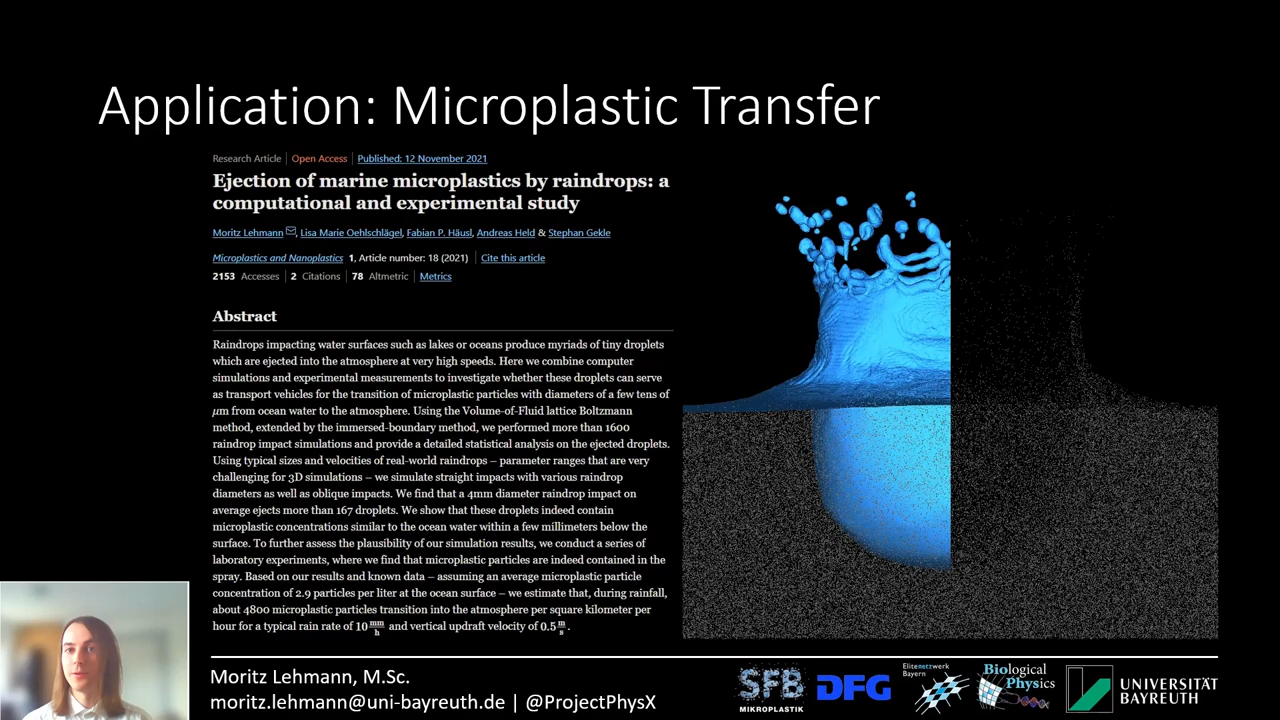 Application: Microplastic Transfer
Research Article | Open Access | Published: 12 November 2021
Ejection of marine microplastics by raindrops: a
computational and experimental study
Moritz Lehmann, Lisa Marie Oehlschlägel, Fabian P. Häusl, Andreas Held & Stephan Gekle
Microplastics and Nanoplastics 1, Article number: 18 (2021) | Cite this article
2153 Accesses | 2 Citations | 78 Altmetric | Metrics
Abstract
Raindrops impacting water surfaces such as lakes or oceans produce myriads of tiny droplets
which are ejected into the atmosphere at very high speeds. Here we combine computer
simulations and experimental measurements to investigate whether these droplets can serve
as transport vehicles for the transition of microplastic particles with diameters of a few tens of
μm from ocean water to the atmosphere. Using the Volume-of-Fluid lattice Boltzmann
method, extended by the immersed-boundary method, we performed more than 1600
raindrop impact simulations and provide a detailed statistical analysis on the ejected droplets.
Using typical sizes and velocities of real-world raindrops – parameter ranges that are very
challenging for 3D simulations – we simulate straight impacts with various raindrop
diameters as well as oblique impacts. We find that a 4mm diameter raindrop impact on
average ejects more than 167 droplets. We show that these droplets indeed contain
microplastic concentrations similar to the ocean water within a few millimeters below the
surface. To further assess the plausibility of our simulation results, we conduct a series of
laboratory experiments, where we find that microplastic particles are indeed contained in the
spray. Based on our results and known data – assuming an average microplastic particle
concentration of 2.9 particles per liter at the ocean surface – we estimate that, during rainfall,
about 4800 microplastic particles transition into the atmosphere per square kilometer per
hour for a typical rain rate of 10 mm/h and vertical updraft velocity of 0.5 m/s.
Moritz Lehmann, M.Sc.
moritz.lehmann@uni-bayreuth.de | @ProjectPhysX
SFB
MIKROPLASTIK
DFG
Elitenetzwerk
Bayern
Biological
Physics
UNIVERSITÄT
BAYREUTH